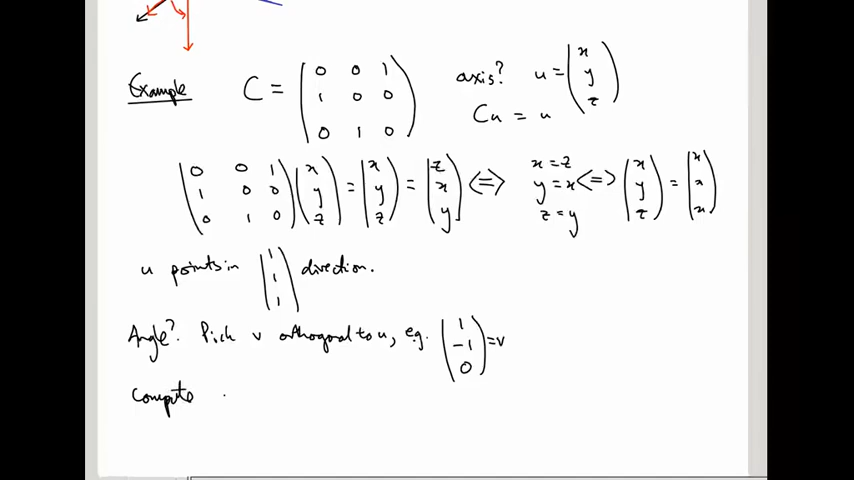 Example C = (0 0 1; 1 0 0; 0 1 0) axis? u = (x; y; z)
Cu = u
(0 0 1; 1 0 0; 0 1 0)(x; y; z) = (x; y; z) = (z; x; y) <=> x = z y = x z = y <=> (x; y; z) = (x; x; x)
u points in (1; 1; 1) direction.
Angle? Pick v orthogonal to u, e.g. (1; -1; 0) = v
Compute